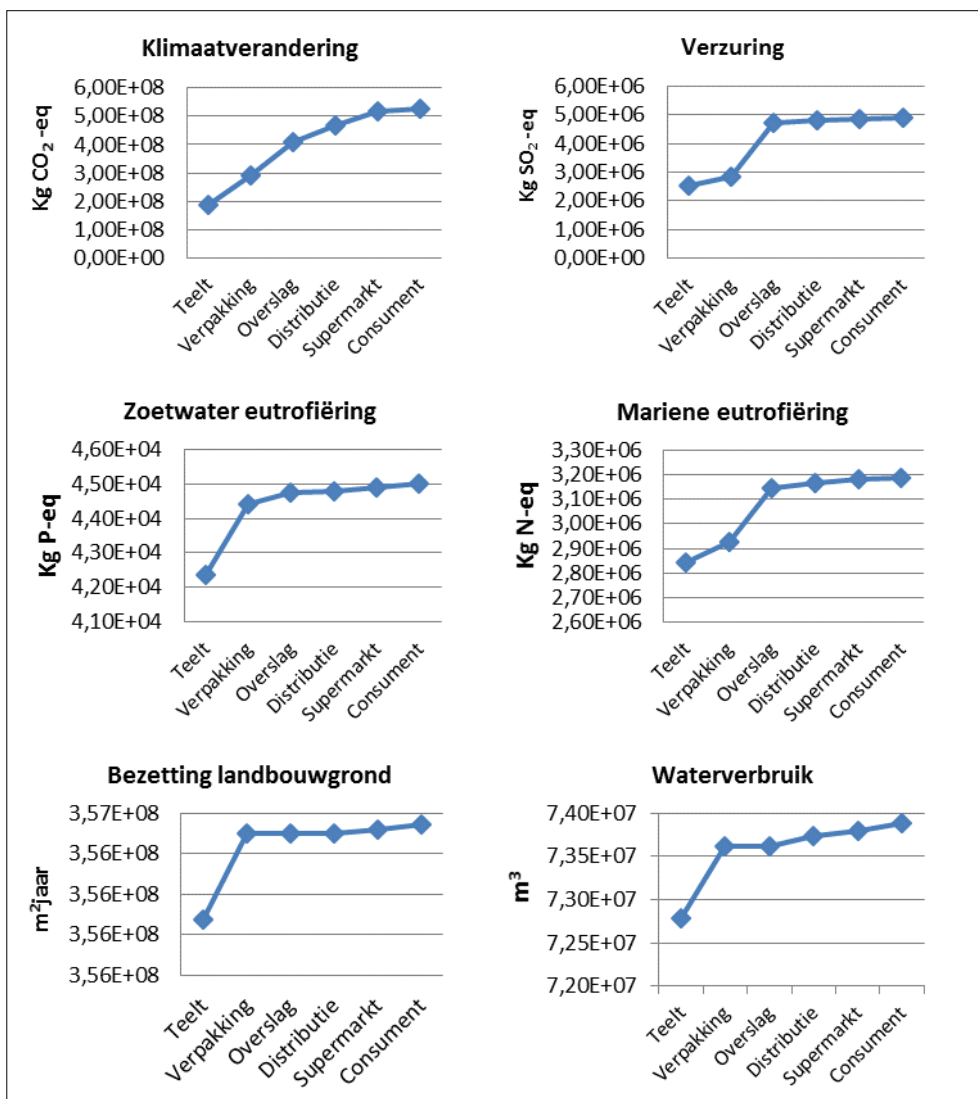 Klimaatverandering
Kg CO₂ -eq
6,00E+08
5,00E+08
4,00E+08
3,00E+08
2,00E+08
1,00E+08
0,00E+00
Teelt
Verpakking
Overslag
Distributie
Supermarkt
Consument
Verzuring
Kg SO₂ -eq
6,00E+06
5,00E+06
4,00E+06
3,00E+06
2,00E+06
1,00E+06
0,00E+00
Teelt
Verpakking
Overslag
Distributie
Supermarkt
Consument
Zoetwater eutrofiëring
Kg P-eq
4,60E+04
4,50E+04
4,40E+04
4,30E+04
4,20E+04
4,10E+04
Teelt
Verpakking
Overslag
Distributie
Supermarkt
Consument
Mariene eutrofiëring
Kg N-eq
3,30E+06
3,20E+06
3,10E+06
3,00E+06
2,90E+06
2,80E+06
2,70E+06
2,60E+06
Teelt
Verpakking
Overslag
Distributie
Supermarkt
Consument
Bezetting landbouwgrond
m²jaar
3,57E+08
3,56E+08
3,56E+08
3,56E+08
3,56E+08
Teelt
Verpakking
Overslag
Distributie
Supermarkt
Consument
Waterverbruik
m³
7,40E+07
7,35E+07
7,30E+07
7,25E+07
7,20E+07
Teelt
Verpakking
Overslag
Distributie
Supermarkt
Consument